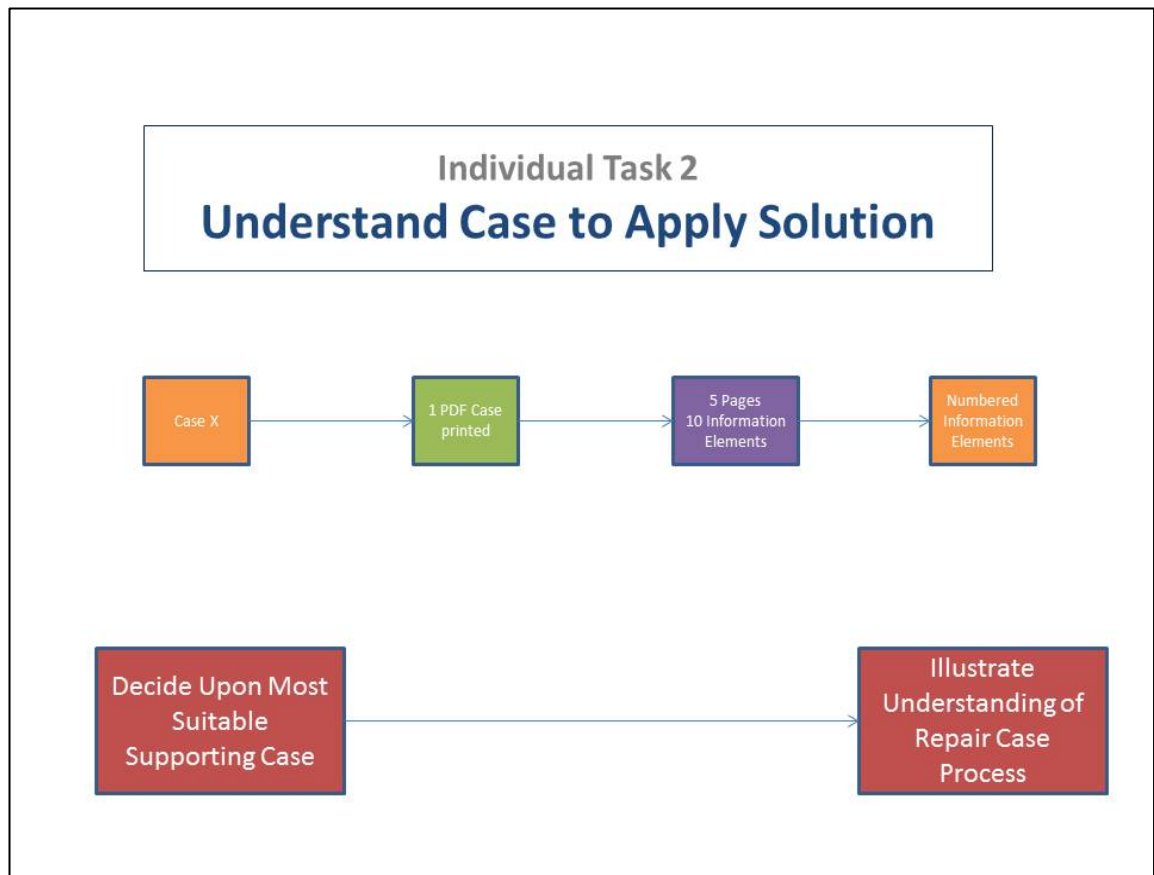 Individual Task 2
Understand Case to Apply Solution
Case X
1 PDF Case
printed
5 Pages
10 Information
Elements
Numbered
Information
Elements
Decide Upon Most
Suitable
Supporting Case
Illustrate
Understanding of
Repair Case
Process